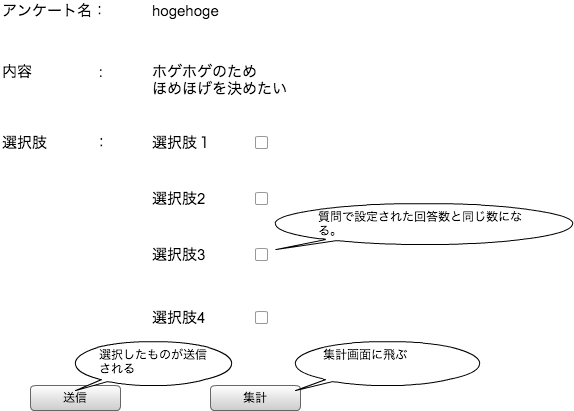 アンケート名： hogehoge
内容 ： ホゲホゲのため
ほめほげを決めたい
選択肢 ： 選択肢１
選択肢2
質問で設定された回答数と同じ数にな
る。
選択肢3
選択肢4
選択したものが送信
される
集計画面に飛ぶ
送信
集計